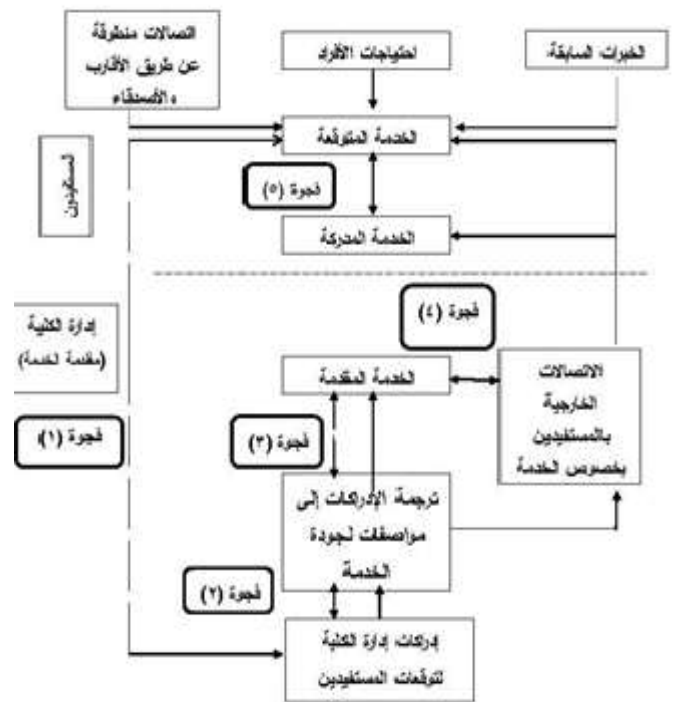 اتصالات منطوقة
عن طريق الأقارب
والأصدقاء
احتياجات الأفراد
الخبرات السابقة
الخدمة المتوقعة
المستفيدون
فجوة (٥)
الخدمة المدركة
فجوة (٤)
إدارة الكلية
(مقدمة الخدمة)
الخدمة المقدمة
الاتصالات
الخارجية
بالمستفيدين
بخصوص الخدمة
فجوة (١)
فجوة (٣)
ترجمة الإدراكات إلى
مواصفات لجودة
الخدمة
فجوة (٢)
إدراكات إدارة الكلية
لتوقعات المستفيدين